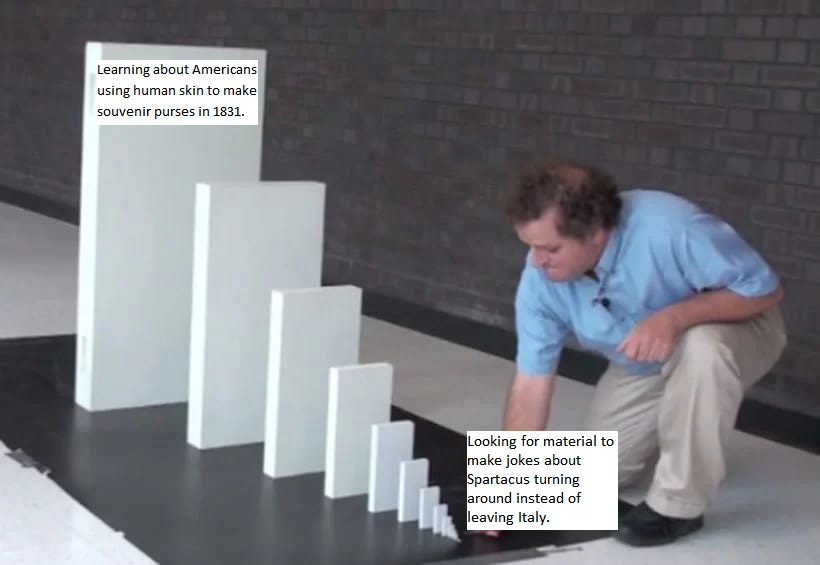 Learning about Americans
using human skin to make
souvenir purses in 1831.
Looking for material to
make jokes about
Spartacus turning
around instead of
leaving Italy.